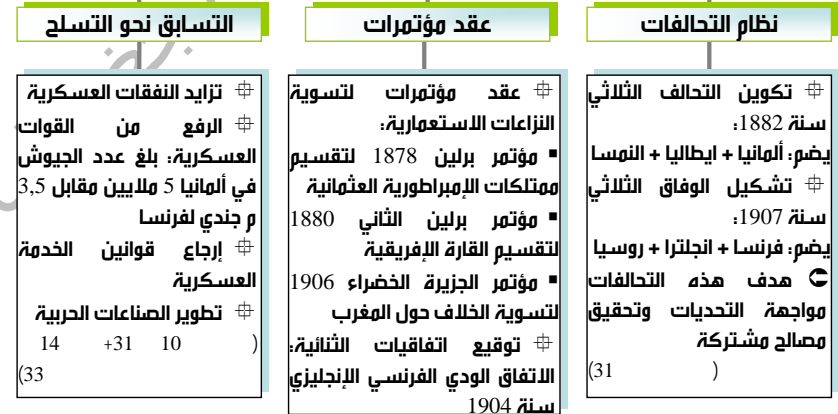 نظام التحالفات
تكوين التحالف الثلاثي
سنة 1882:
يضم: ألمانيا + ايطاليا + النمسا
تشكيل الوفاق الثلاثي
سنة 1907:
يضم: فرنسا + انجلترا + روسيا
هدف هذه التحالفات
مواجهة التحديات وتحقيق
مصالح مشتركة
( 31)
عقد مؤتمرات
عقد مؤتمرات لتسوية
النزاعات الاستعمارية:
▪ مؤتمر برلين 1878 لتقسيم
ممتلكات الإمبراطورية العثمانية
▪ مؤتمر برلين الثاني 1880
لتقسيم القارة الإفريقية
▪ مؤتمر الجزيرة الخضراء 1906
لتسوية الخلاف حول المغرب
توقيع اتفاقيات الثنائية:
الاتفاق الودي الفرنسي الإنجليزي
سنة 1904
التسابق نحو التسلح
تزايد النفقات العسكرية
الرفع من القوات
العسكرية: بلغ عدد الجيوش
في ألمانيا 5 ملايين مقابل 3,5
م جندي لفرنسا
إرجاع قوانين الخدمة
العسكرية
تطوير الصناعات الحربية
( 10 31+ 14
33)